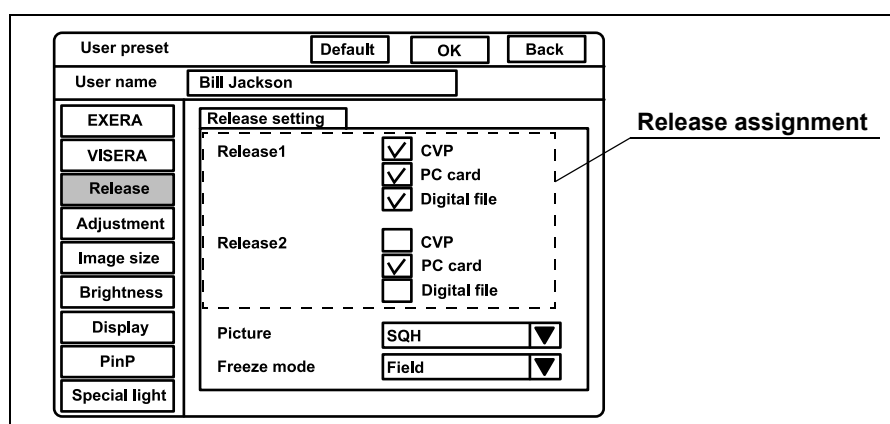 User preset Default OK Back
User name Bill Jackson
EXERA
VISERA
Release
Adjustment
Image size
Brightness
Display
PinP
Special light
Release setting
Release1 CVP
PC card
Digital file
Release2 CVP
PC card
Digital file
Picture SQH
Freeze mode Field
Release assignment